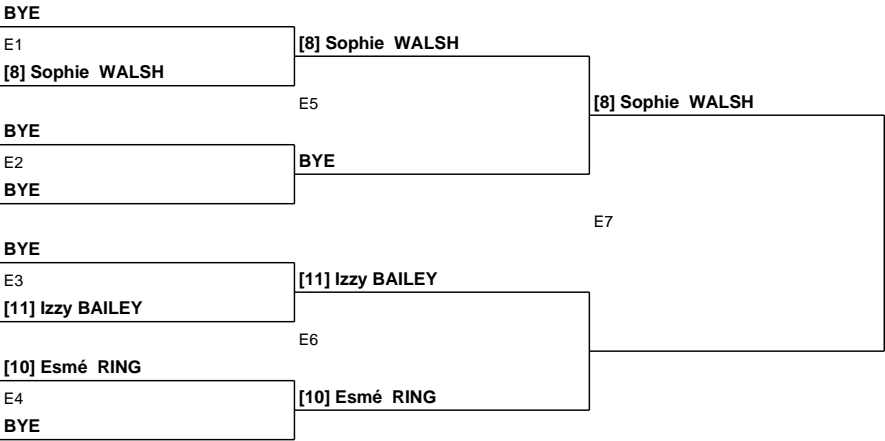 BYE
E1
[8] Sophie WALSH
[8] Sophie WALSH
E5
[8] Sophie WALSH
BYE
E2
BYE
BYE
E7
BYE
E3
[11] Izzy BAILEY
[11] Izzy BAILEY
E6
[10] Esmé RING
E4
[10] Esmé RING
BYE